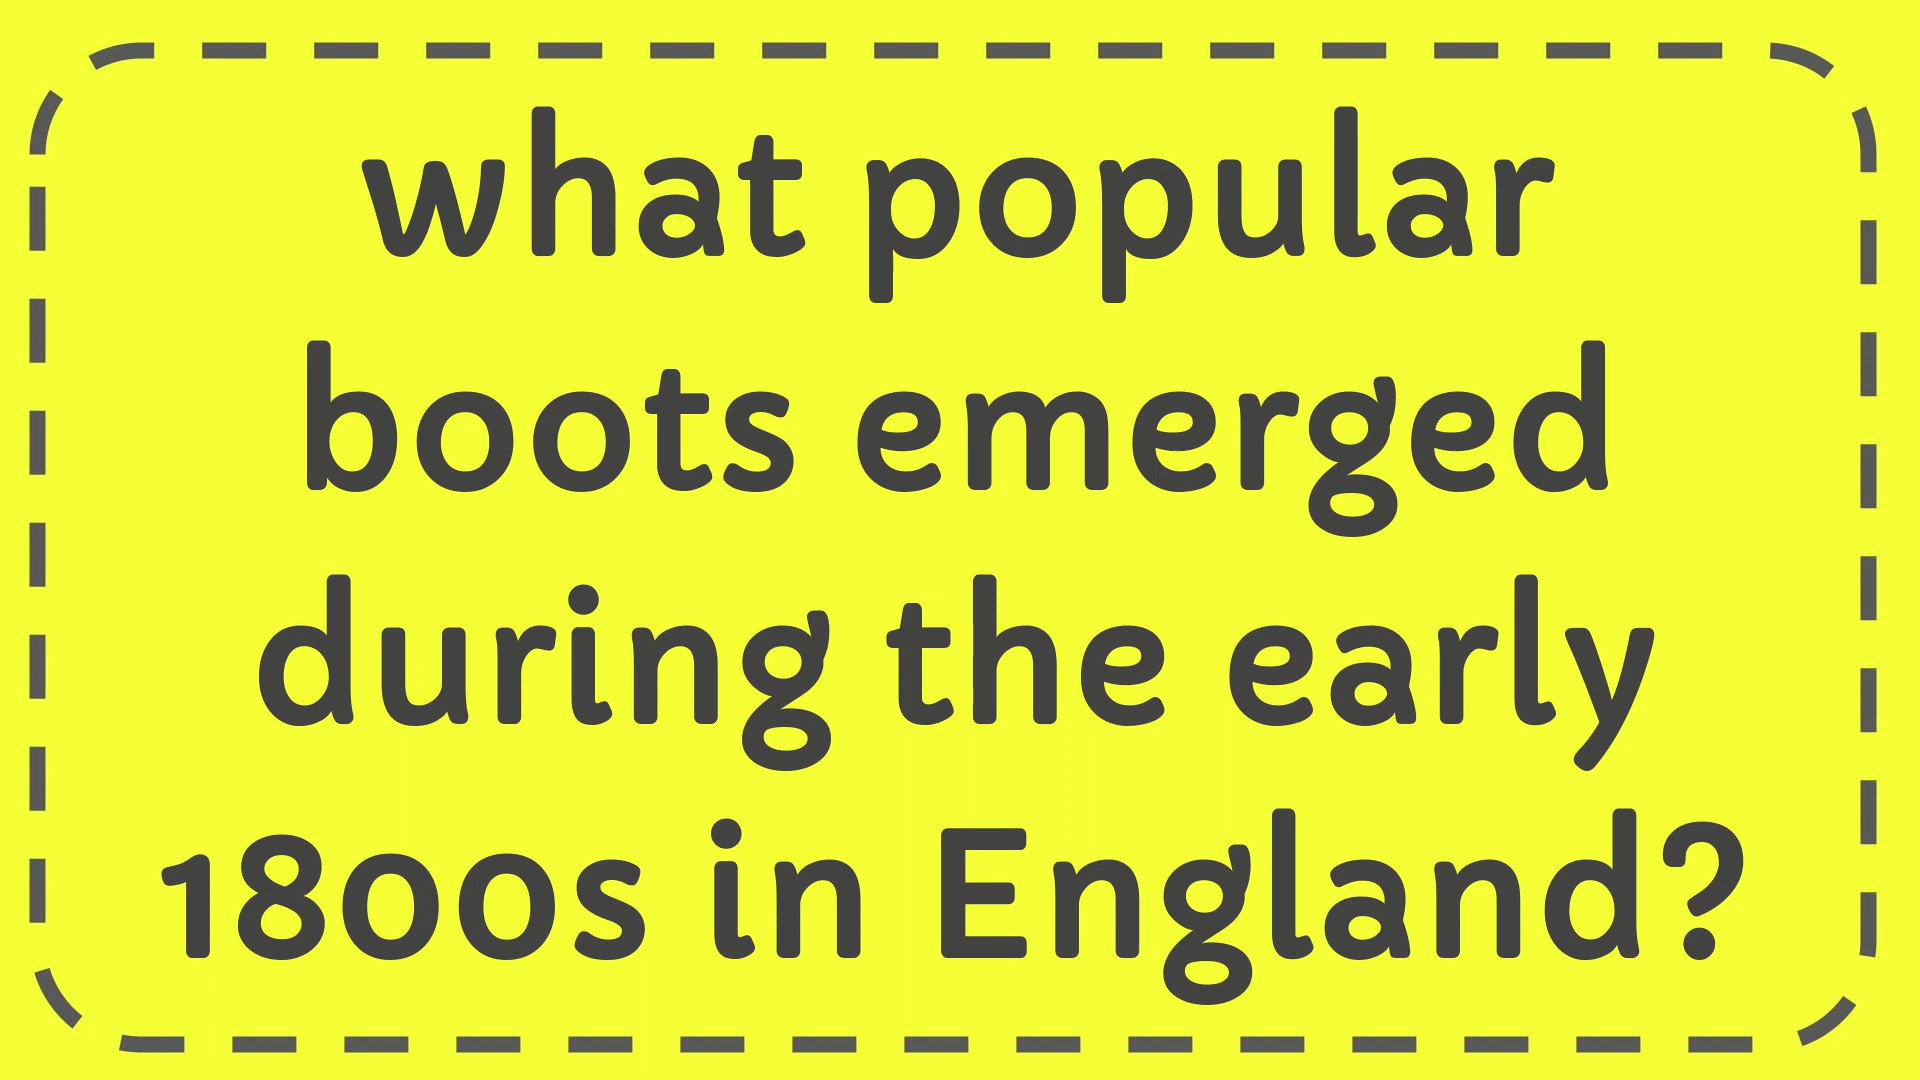 what popular
boots emerged
during the early
1800s in England?